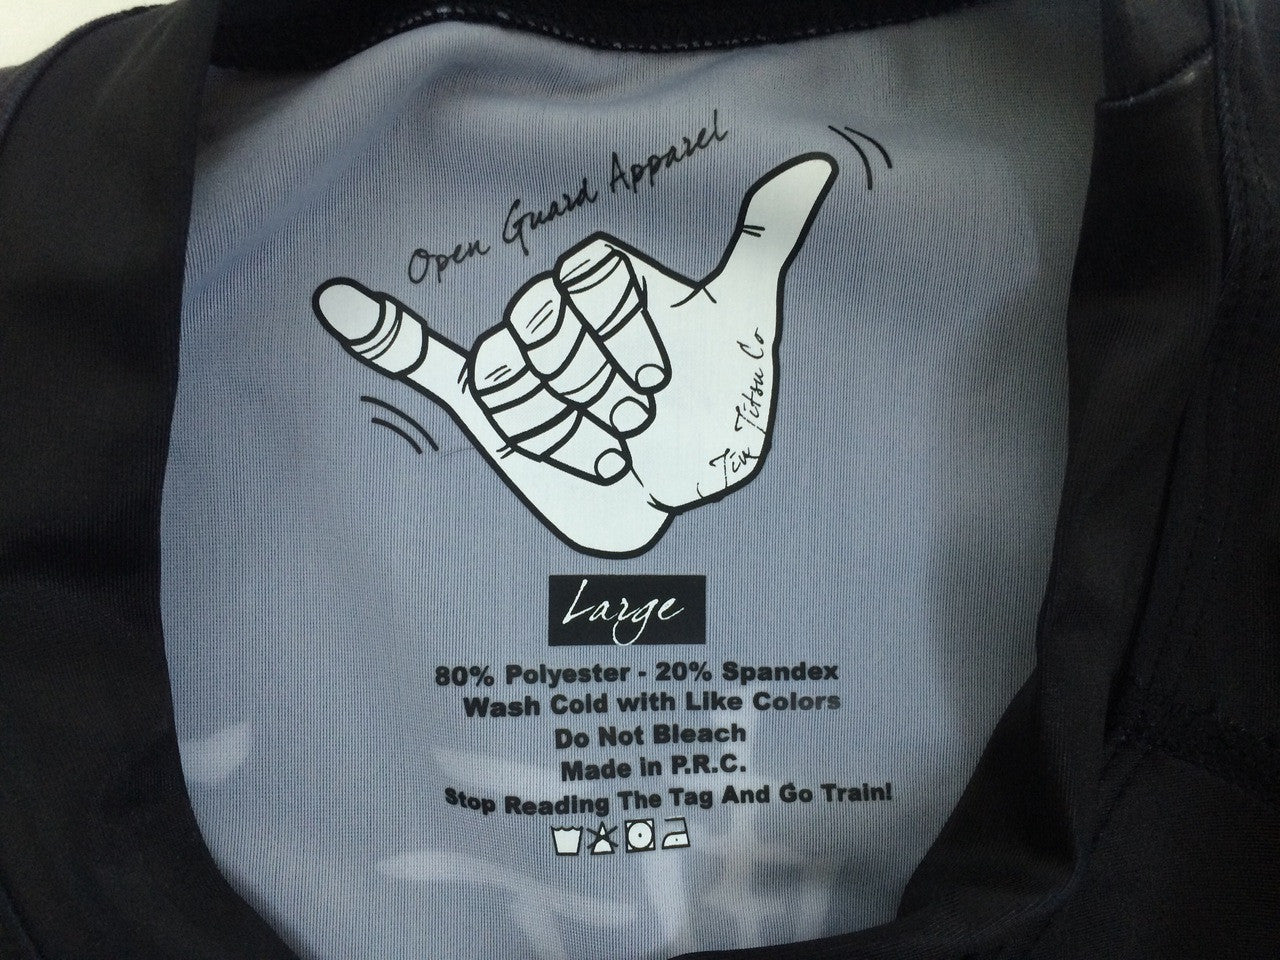 Open Guard Apparel
Jiu Jitsu Co
Large
80% Polyester - 20% Spandex
Wash Cold with Like Colors
Do Not Bleach
Made in P.R.C.
Stop Reading The Tag And Go Train!